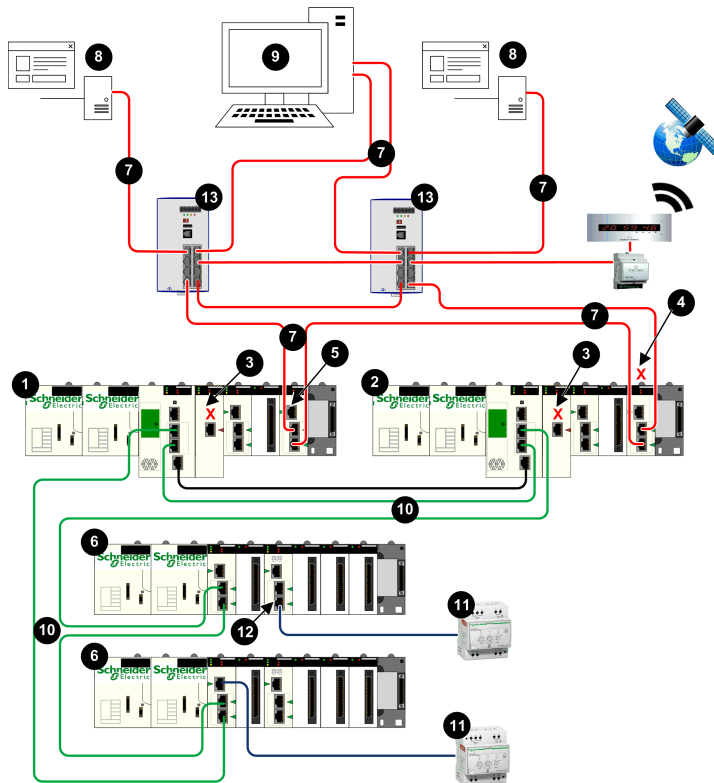 8
9
8
7
7
7
13
13
20 59 46
4
7
7
1
3
X
5
2
3
X
X
Schneider
Electric
Schneider
Electric
Schneider
Electric
Schneider
Electric
10
6
Schneider
Electric
Schneider
Electric
12
11
10
6
Schneider
Electric
Schneider
Electric
11